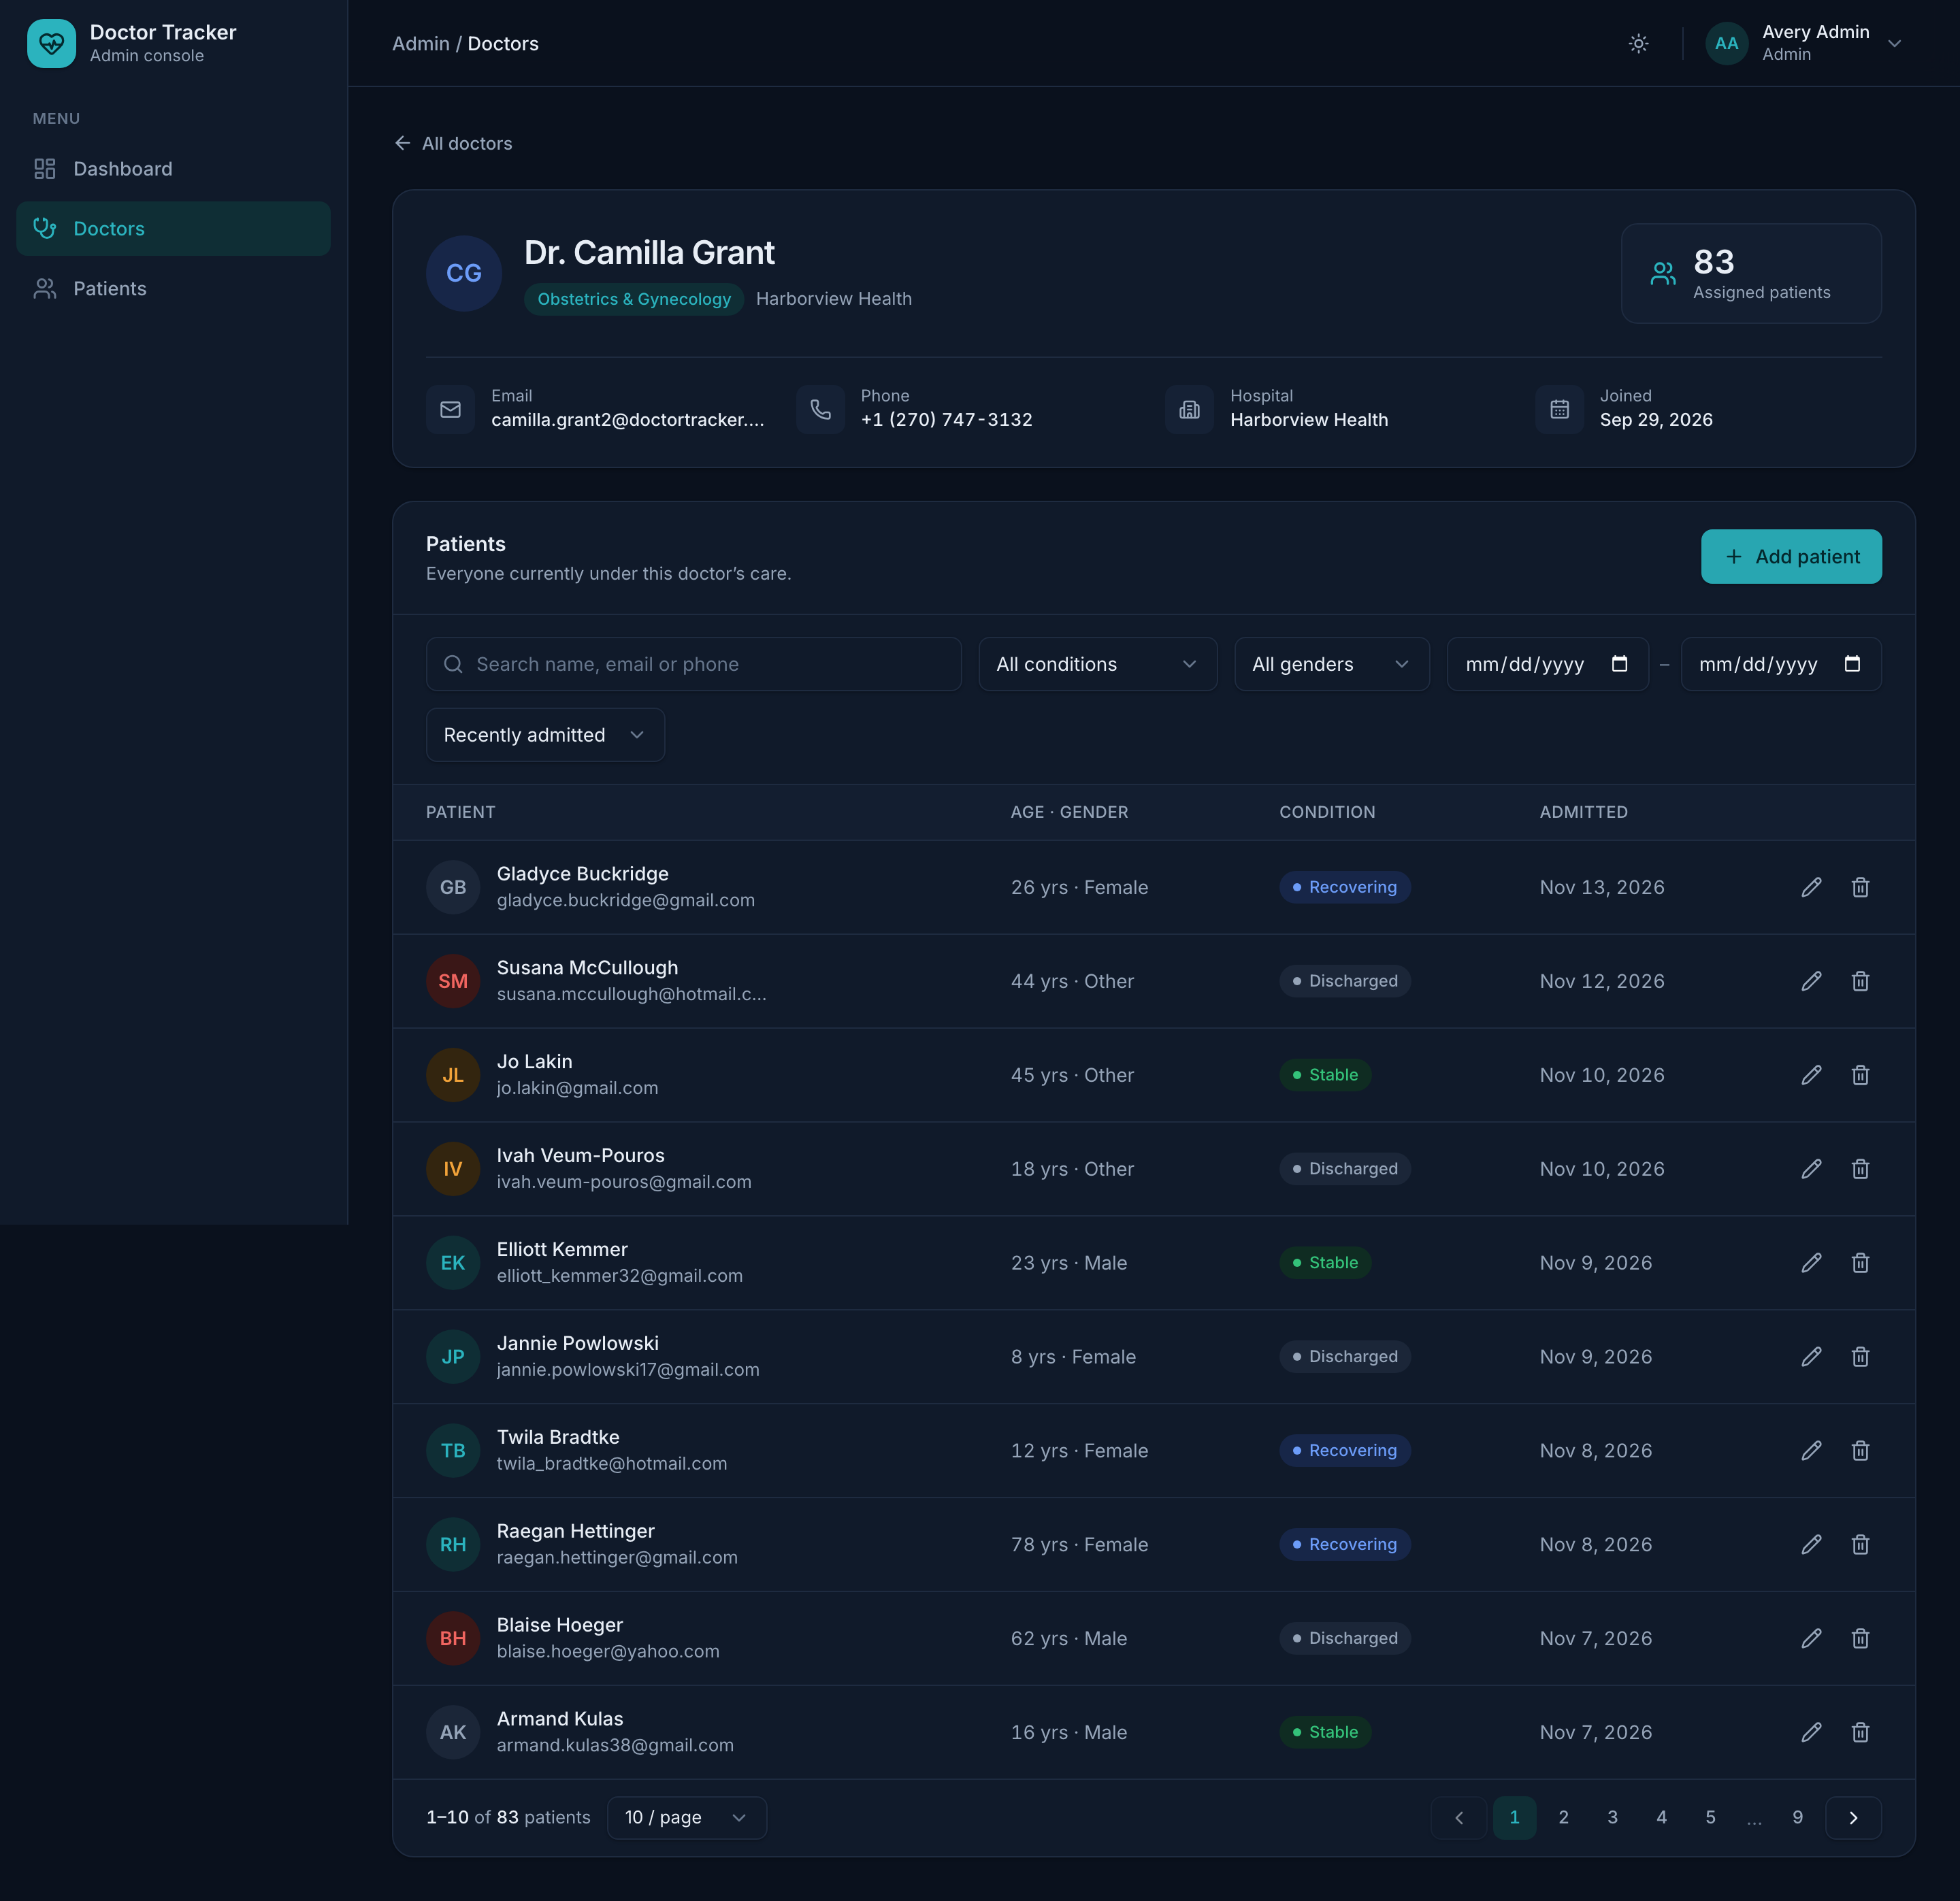 Doctor Tracker
Admin console
MENU
Dashboard
Doctors
Patients
Admin / Doctors
AA
Avery Admin
Admin
All doctors
CG
Dr. Camilla Grant
Obstetrics & Gynecology Harborview Health
83
Assigned patients
Email
camilla.grant2@doctortracker....
Phone
+1 (270) 747-3132
Hospital
Harborview Health
Joined
Sep 29, 2026
Patients
Everyone currently under this doctor’s care.
Add patient
Search name, email or phone All conditions All genders mm/dd/yyyy – mm/dd/yyyy
Recently admitted
PATIENT AGE · GENDER CONDITION ADMITTED
GB Gladyce Buckridge
gladyce.buckridge@gmail.com
26 yrs · Female Recovering Nov 13, 2026
SM Susana McCullough
susana.mccullough@hotmail.c...
44 yrs · Other Discharged Nov 12, 2026
JL Jo Lakin
jo.lakin@gmail.com
45 yrs · Other Stable Nov 10, 2026
IV Ivah Veum-Pouros
ivah.veum-pouros@gmail.com
18 yrs · Other Discharged Nov 10, 2026
EK Elliott Kemmer
elliott_kemmer32@gmail.com
23 yrs · Male Stable Nov 9, 2026
JP Jannie Powlowski
jannie.powlowski17@gmail.com
8 yrs · Female Discharged Nov 9, 2026
TB Twila Bradtke
twila_bradtke@hotmail.com
12 yrs · Female Recovering Nov 8, 2026
RH Raegan Hettinger
raegan.hettinger@gmail.com
78 yrs · Female Recovering Nov 8, 2026
BH Blaise Hoeger
blaise.hoeger@yahoo.com
62 yrs · Male Discharged Nov 7, 2026
AK Armand Kulas
armand.kulas38@gmail.com
16 yrs · Male Stable Nov 7, 2026
1–10 of 83 patients 10 / page 1 2 3 4 5 ... 9